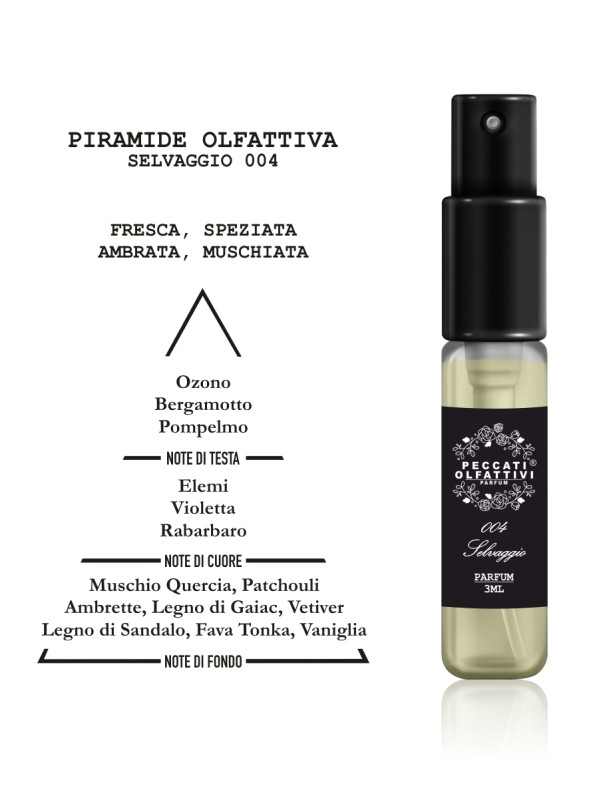 PIRAMIDE OLFATTIVA
SELVAGGIO 004
FRESCA, SPEZIATA
AMBRATA, MUSCHIATA
Ozono
Bergamotto
Pompelmo
NOTE DI TESTA
Elemi
Violetta
Rabarbaro
NOTE DI CUORE
Muschio Quercia, Patchouli
Ambrette, Legno di Gaiac, Vetiver
Legno di Sandalo, Fava Tonka, Vaniglia
NOTE DI FONDO
PECCATI®
OLFATTIVI
PARFUM
004
Selvaggio
PARFUM
3ML